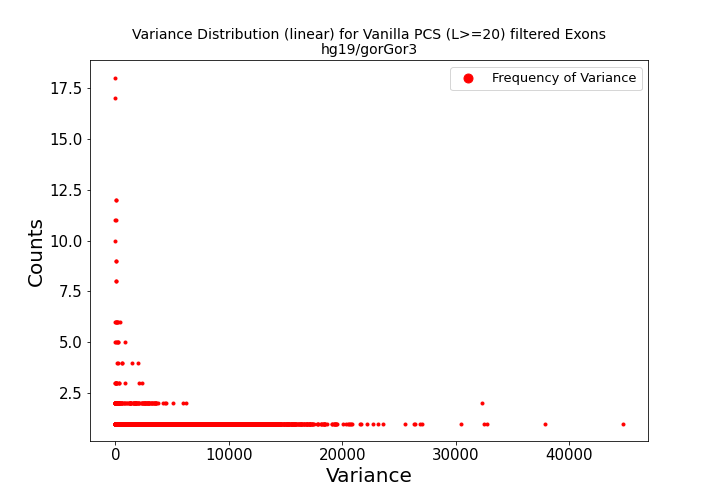 Variance Distribution (linear) for Vanilla PCS (L>=20) filtered Exons
hg19/gorGor3
Frequency of Variance
17.5
15.0
12.5
10.0
7.5
5.0
2.5
Counts
0 10000 20000 30000 40000
Variance